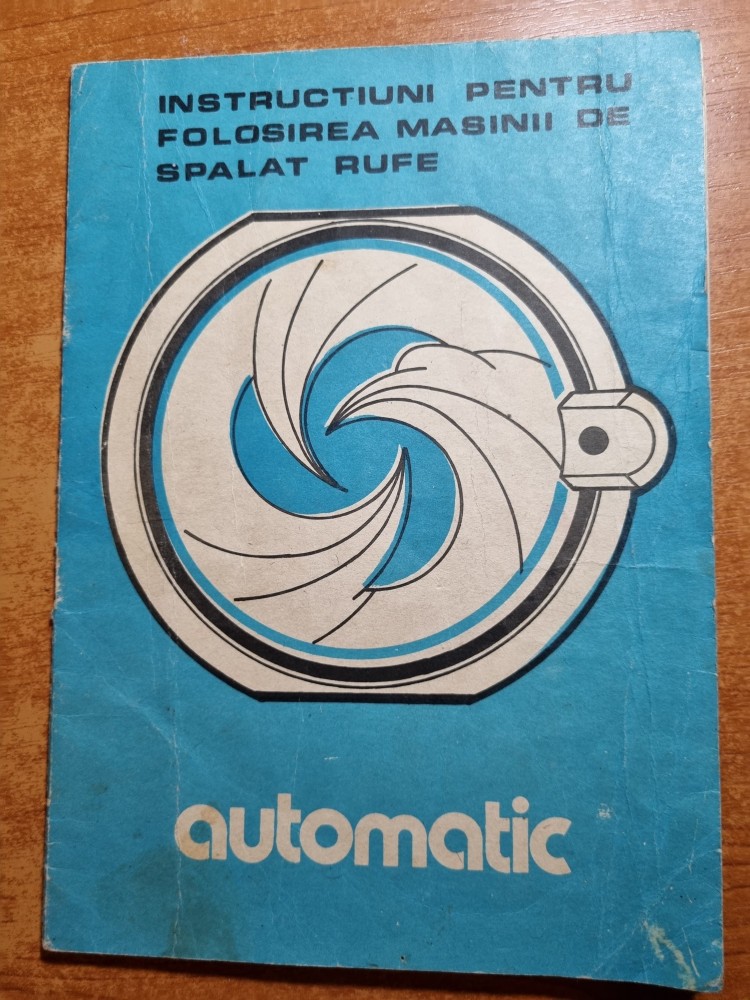 INSTRUCTIUNI PENTRU
FOLOSIREA MASINII DE
SPALAT RUFE
automatic